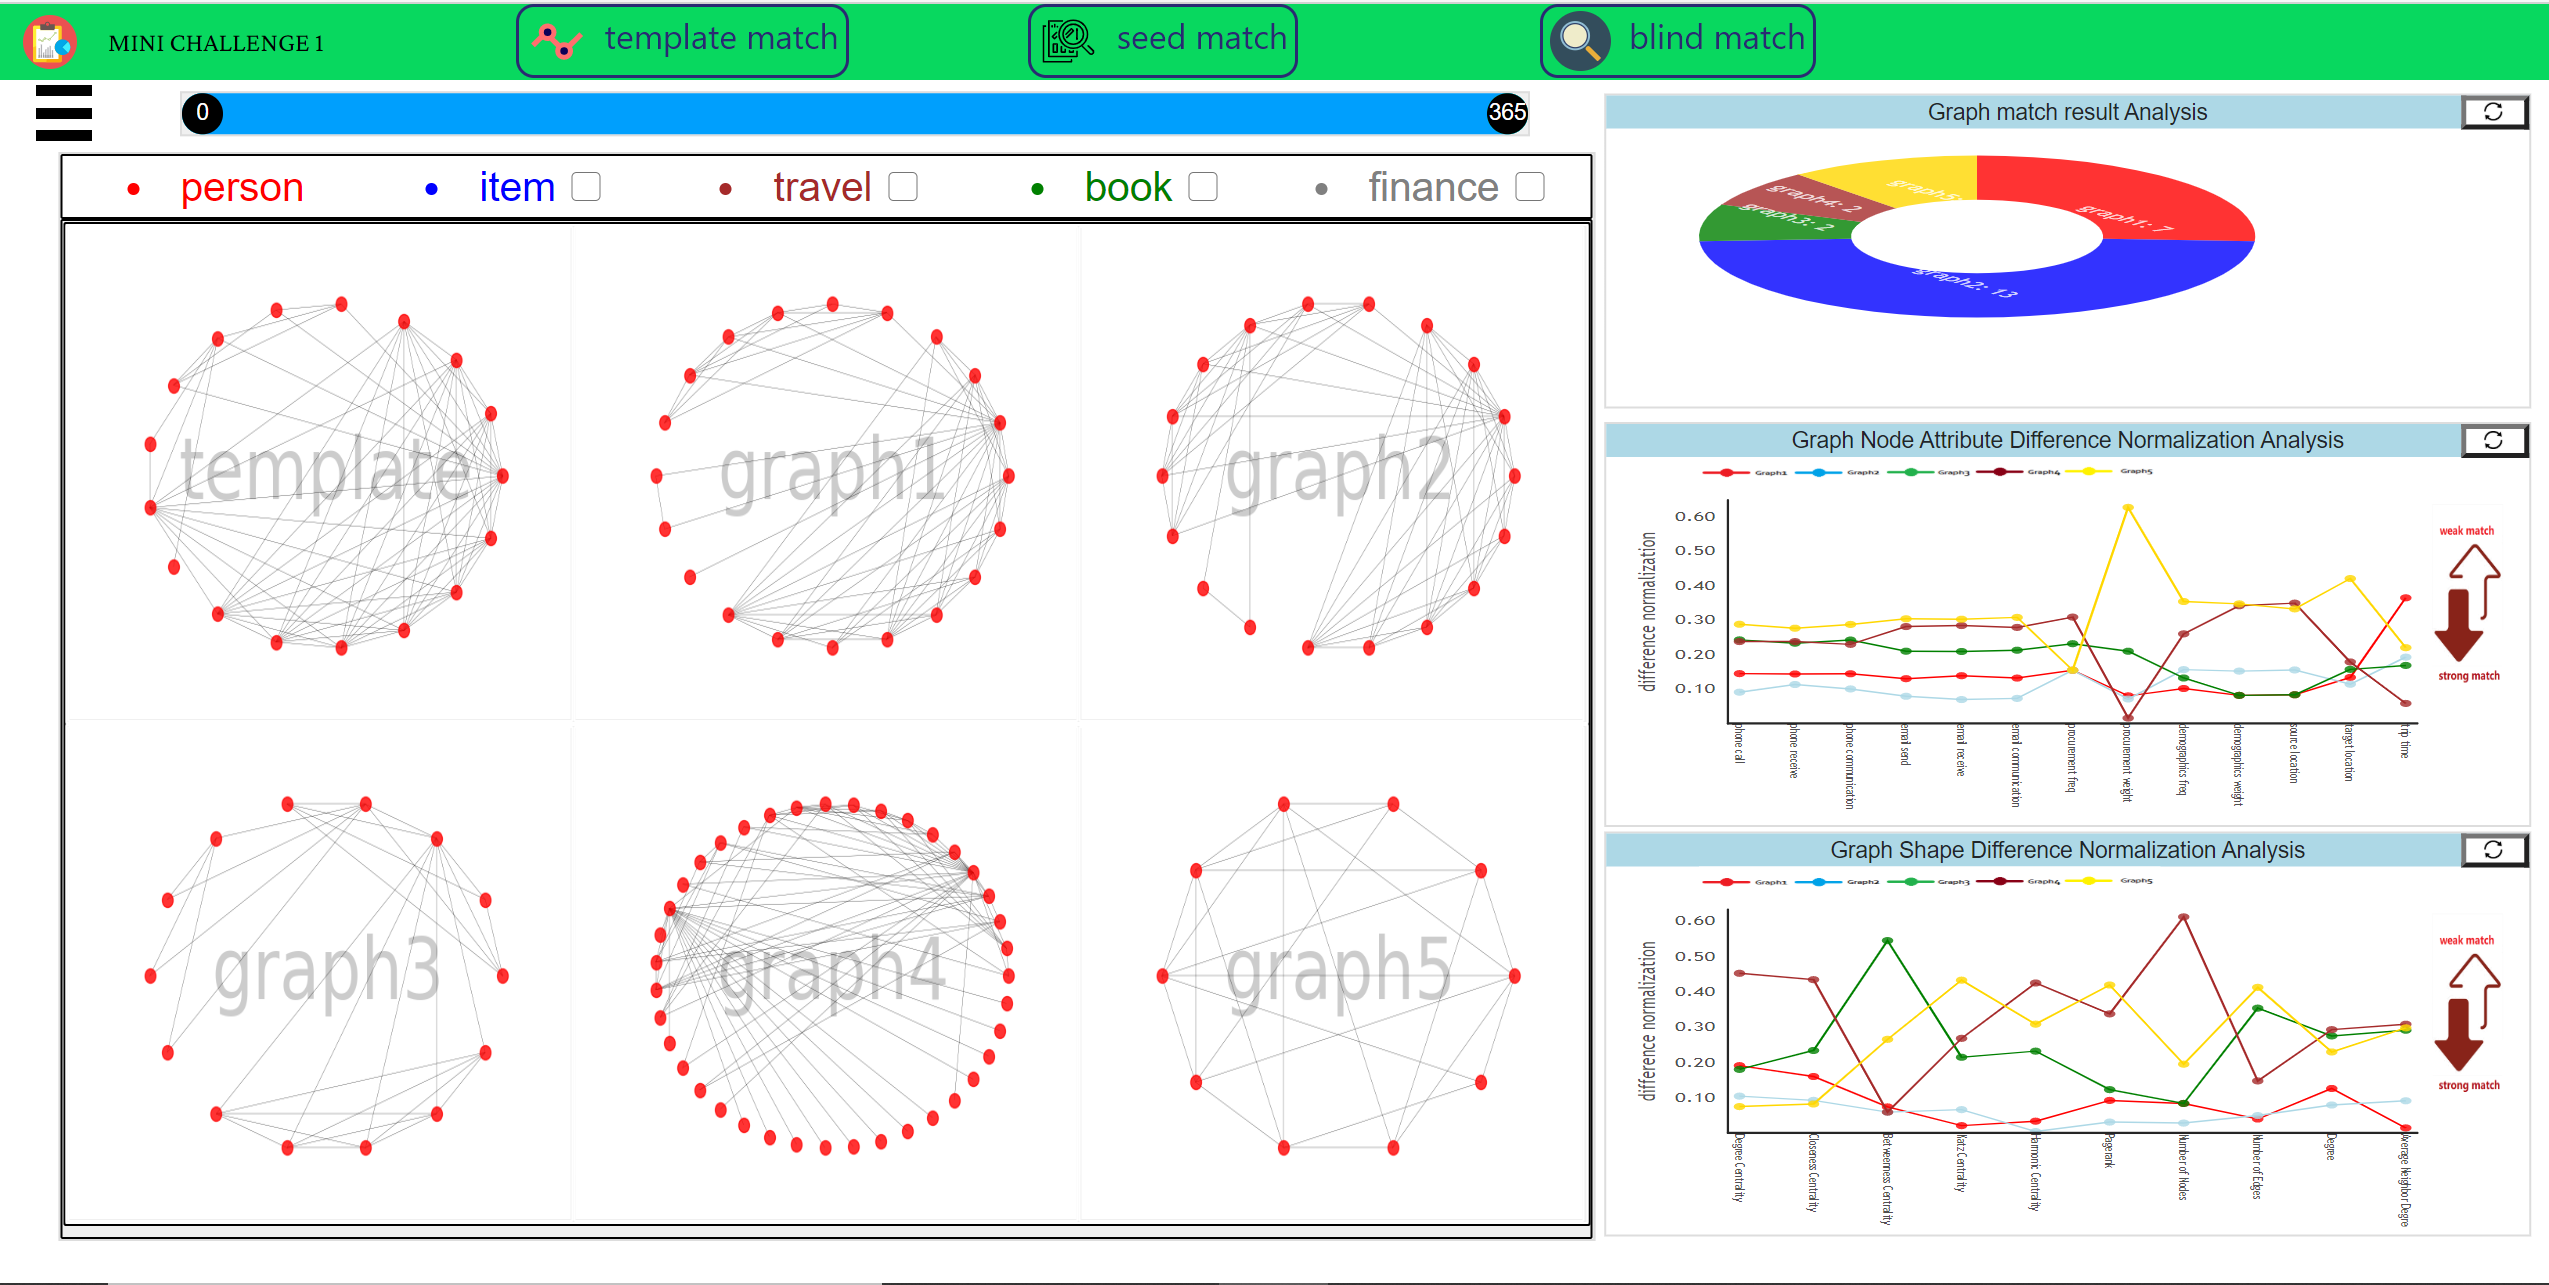 MINI CHALLENGE 1
template match
seed match
blind match
0
365
person
item
travel
book
finance
template
graph1
graph2
graph3
graph4
graph5
Graph match result Analysis
graph1: 7
graph2: 13
graph3: 2
graph4: 2
graph5:
Graph Node Attribute Difference Normalization Analysis
Graph1
Graph2
Graph3
Graph4
Graph5
difference normalization
0.60
0.50
0.40
0.30
0.20
0.10
phone call
phone receive
phone communication
email send
email receive
email communication
procurement freq
procurement weight
demographics freq
demographics weight
source location
target location
trip time
weak match
strong match
Graph Shape Difference Normalization Analysis
Graph1
Graph2
Graph3
Graph4
Graph5
difference normalization
0.60
0.50
0.40
0.30
0.20
0.10
Degree Centrality
Closeness Centrality
Betweenness Centrality
Katz Centrality
Harmonic Centrality
Pagerank
Number of Nodes
Number of Edges
Degree
Average Neighbor Degre
weak match
strong match